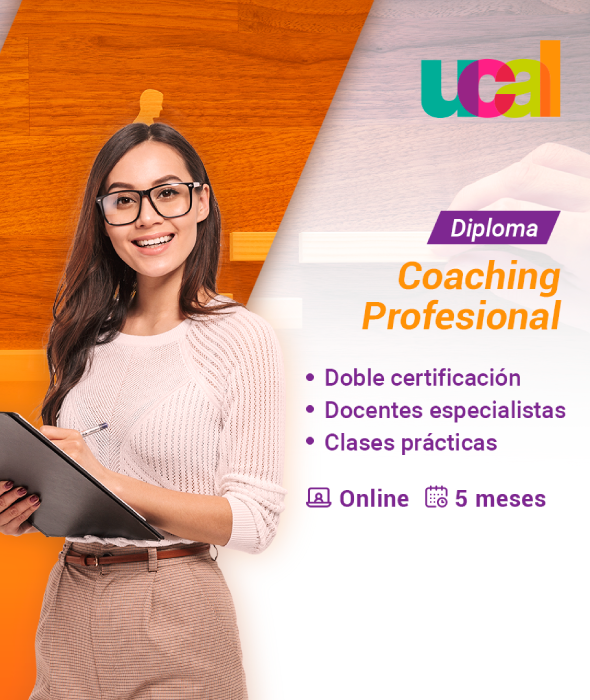 ucal
Diploma
Coaching
Profesional
• Doble certificación
• Docentes especialistas
• Clases prácticas
Online 5 meses